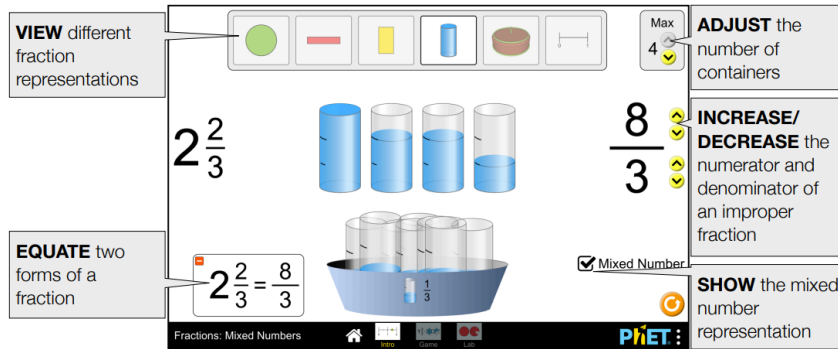 VIEW different
fraction
representations
Max
4
ADJUST the
number of
containers
2 2/3
8
3
INCREASE/
DECREASE the
numerator and
denominator of
an improper
fraction
EQUATE two
forms of a
fraction
2 2/3 = 8/3
1/3
Mixed Number
SHOW the mixed
number
representation
Fractions: Mixed Numbers
Intro
Game
Lab
PhET